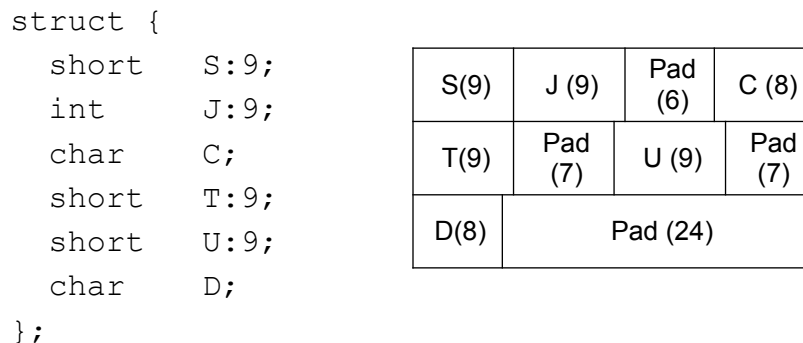 struct {
short S:9;
int J:9;
char C;
short T:9;
short U:9;
char D;
};
S(9) J (9) Pad (6) C (8)
T(9) Pad (7) U (9) Pad (7)
D(8) Pad (24)